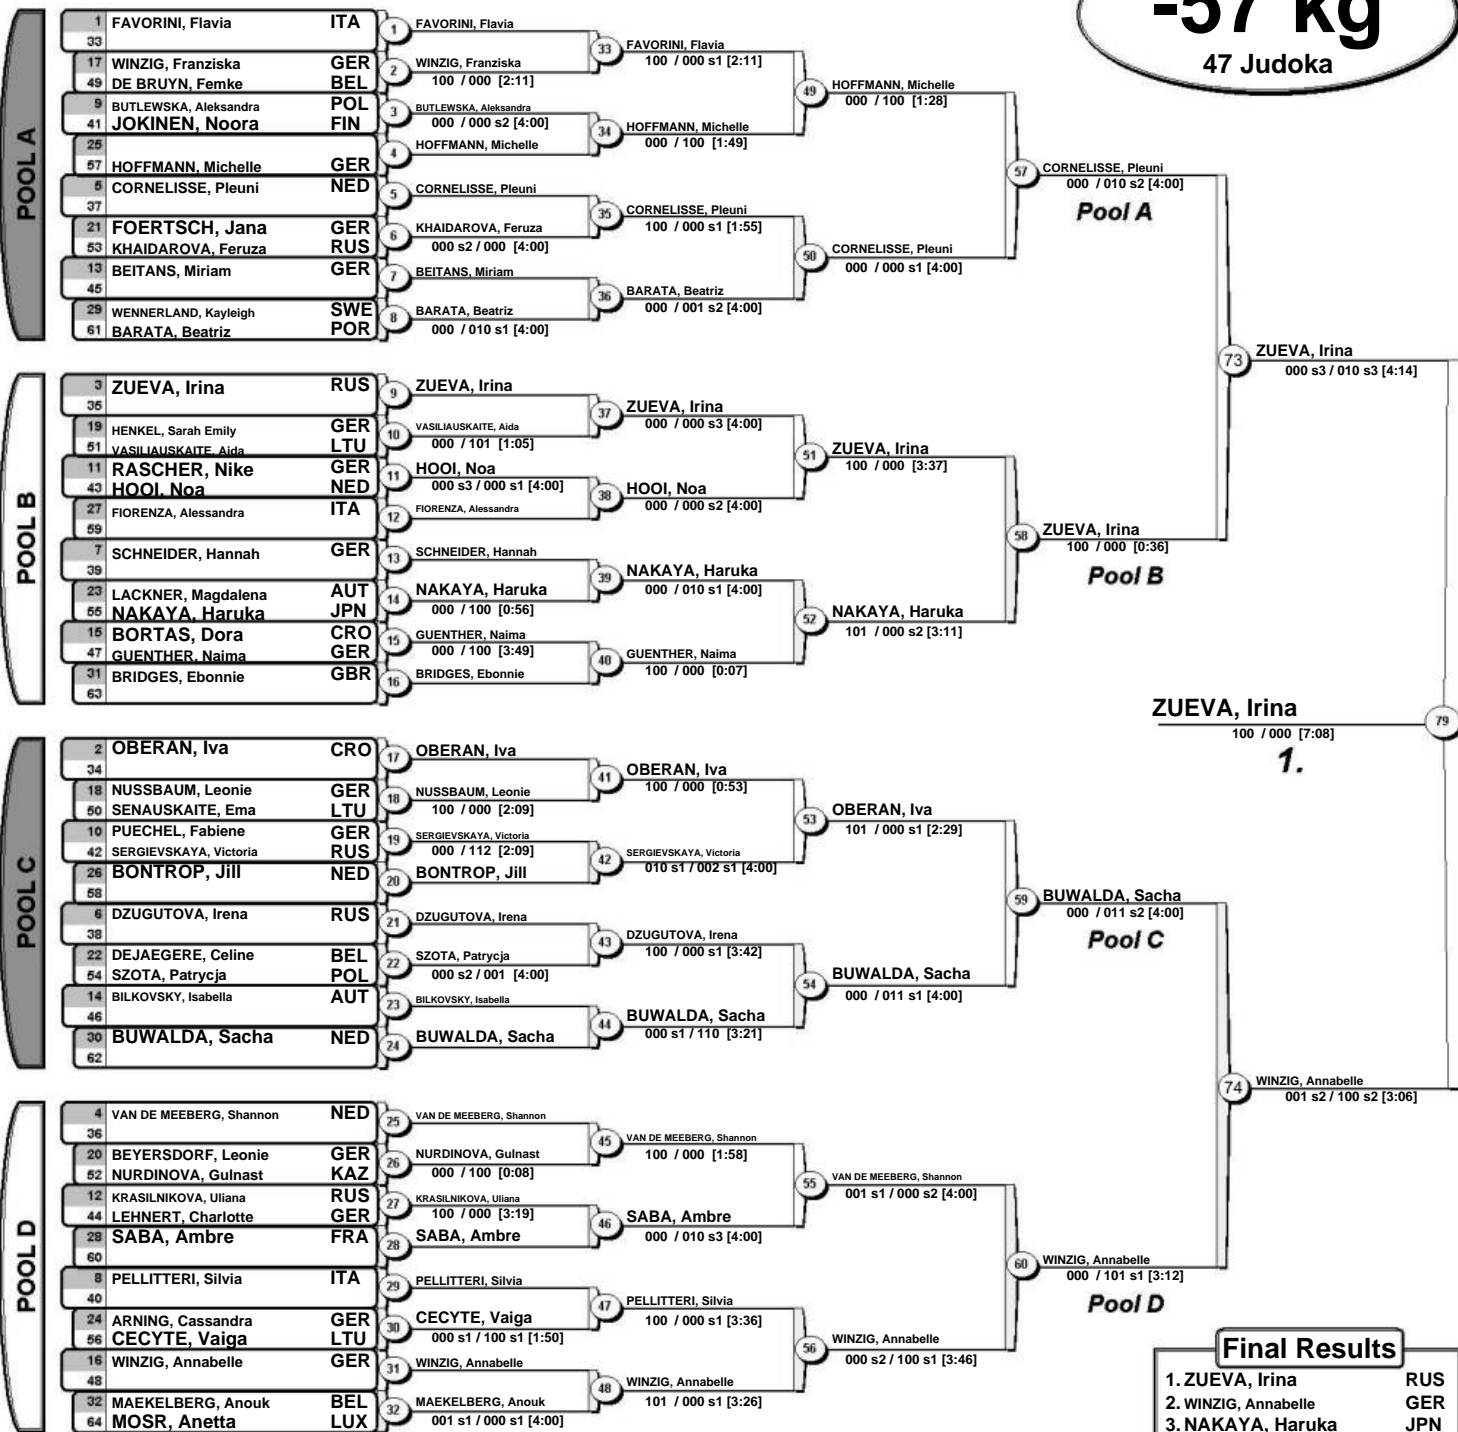 -57 kg
47 Judoka
POOL A
1 FAVORINI, Flavia ITA
33
17 WINZIG, Franziska GER
49 DE BRUYN, Femke BEL
9 BUTLEWSKA, Aleksandra POL
41 JOKINEN, Noora FIN
25
57 HOFFMANN, Michelle GER
5 CORNELISSE, Pleuni NED
37
21 FOERTSCH, Jana GER
53 KHAIDAROVA, Feruza RUS
13 BEITANS, Miriam GER
45
29 WENNERLAND, Kayleigh SWE
61 BARATA, Beatriz POR
1 FAVORINI, Flavia
2 WINZIG, Franziska
100 / 000 [2:11]
3 BUTLEWSKA, Aleksandra
000 / 000 s2 [4:00]
4 HOFFMANN, Michelle
5 CORNELISSE, Pleuni
6 KHAIDAROVA, Feruza
000 s2 / 000 [4:00]
7 BEITANS, Miriam
8 BARATA, Beatriz
000 / 010 s1 [4:00]
33 FAVORINI, Flavia
100 / 000 s1 [2:11]
34 HOFFMANN, Michelle
000 / 100 [1:49]
35 CORNELISSE, Pleuni
100 / 000 s1 [1:55]
36 BARATA, Beatriz
000 / 001 s2 [4:00]
49 HOFFMANN, Michelle
000 / 100 [1:28]
50 CORNELISSE, Pleuni
000 / 000 s1 [4:00]
57 CORNELISSE, Pleuni
000 / 010 s2 [4:00]
Pool A
POOL B
3 ZUEVA, Irina RUS
35
19 HENKEL, Sarah Emily GER
51 VASILIAUSKAITE, Aida LTU
11 RASCHER, Nike GER
43 HOOI, Noa NED
27 FIORENZA, Alessandra ITA
59
7 SCHNEIDER, Hannah GER
39
23 LACKNER, Magdalena AUT
55 NAKAYA, Haruka JPN
15 BORTAS, Dora CRO
47 GUENTHER, Naima GER
31 BRIDGES, Ebonnie GBR
63
9 ZUEVA, Irina
10 VASILIAUSKAITE, Aida
000 / 101 [1:05]
11 HOOI, Noa
000 s3 / 000 s1 [4:00]
12 FIORENZA, Alessandra
13 SCHNEIDER, Hannah
14 NAKAYA, Haruka
000 / 100 [0:56]
15 GUENTHER, Naima
000 / 100 [3:49]
16 BRIDGES, Ebonnie
37 ZUEVA, Irina
000 / 000 s3 [4:00]
38 HOOI, Noa
000 / 000 s2 [4:00]
39 NAKAYA, Haruka
000 / 010 s1 [4:00]
40 GUENTHER, Naima
100 / 000 [0:07]
51 ZUEVA, Irina
100 / 000 [3:37]
52 NAKAYA, Haruka
101 / 000 s2 [3:11]
58 ZUEVA, Irina
100 / 000 [0:36]
Pool B
73 ZUEVA, Irina
000 s3 / 010 s3 [4:14]
ZUEVA, Irina 79
100 / 000 [7:08]
1.
POOL C
2 OBERAN, Iva CRO
34
18 NUSSBAUM, Leonie GER
50 SENAUSKAITE, Ema LTU
10 PUECHEL, Fabiene GER
42 SERGIEVSKAYA, Victoria RUS
26 BONTROP, Jill NED
58
6 DZUGUTOVA, Irena RUS
38
22 DEJAEGERE, Celine BEL
54 SZOTA, Patrycja POL
14 BILKOVSKY, Isabella AUT
46
30 BUWALDA, Sacha NED
62
17 OBERAN, Iva
18 NUSSBAUM, Leonie
100 / 000 [2:09]
19 SERGIEVSKAYA, Victoria
000 / 112 [2:09]
20 BONTROP, Jill
21 DZUGUTOVA, Irena
22 SZOTA, Patrycja
000 s2 / 001 [4:00]
23 BILKOVSKY, Isabella
24 BUWALDA, Sacha
41 OBERAN, Iva
100 / 000 [0:53]
42 SERGIEVSKAYA, Victoria
010 s1 / 002 s1 [4:00]
43 DZUGUTOVA, Irena
100 / 000 s1 [3:42]
44 BUWALDA, Sacha
000 s1 / 110 [3:21]
53 OBERAN, Iva
101 / 000 s1 [2:29]
54 BUWALDA, Sacha
000 / 011 s1 [4:00]
59 BUWALDA, Sacha
000 / 011 s2 [4:00]
Pool C
POOL D
4 VAN DE MEEBERG, Shannon NED
36
20 BEYERSDORF, Leonie GER
52 NURDINOVA, Gulnast KAZ
12 KRASILNIKOVA, Uliana RUS
44 LEHNERT, Charlotte GER
28 SABA, Ambre FRA
60
8 PELLITTERI, Silvia ITA
40
24 ARNING, Cassandra GER
56 CECYTE, Vaiga LTU
16 WINZIG, Annabelle GER
48
32 MAEKELBERG, Anouk BEL
64 MOSR, Anetta LUX
25 VAN DE MEEBERG, Shannon
26 NURDINOVA, Gulnast
000 / 100 [0:08]
27 KRASILNIKOVA, Uliana
100 / 000 [3:19]
28 SABA, Ambre
29 PELLITTERI, Silvia
30 CECYTE, Vaiga
000 s1 / 100 s1 [1:50]
31 WINZIG, Annabelle
32 MAEKELBERG, Anouk
001 s1 / 000 s1 [4:00]
45 VAN DE MEEBERG, Shannon
100 / 000 [1:58]
46 SABA, Ambre
000 / 010 s3 [4:00]
47 PELLITTERI, Silvia
100 / 000 s1 [3:36]
48 WINZIG, Annabelle
101 / 000 s1 [3:26]
55 VAN DE MEEBERG, Shannon
001 s1 / 000 s2 [4:00]
56 WINZIG, Annabelle
000 s2 / 100 s1 [3:46]
60 WINZIG, Annabelle
000 / 101 s1 [3:12]
Pool D
74 WINZIG, Annabelle
001 s2 / 100 s2 [3:06]
Final Results
1. ZUEVA, Irina RUS
2. WINZIG, Annabelle GER
3. NAKAYA, Haruka JPN